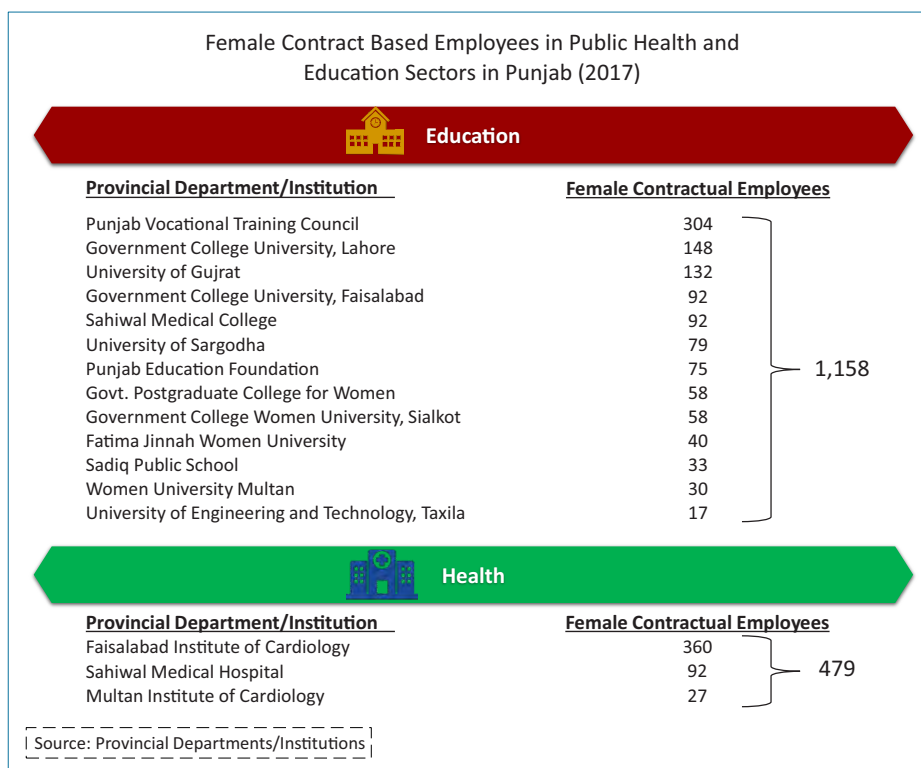 Female Contract Based Employees in Public Health and
Education Sectors in Punjab (2017)
Education
Provincial Department/Institution Female Contractual Employees
Punjab Vocational Training Council 304
Government College University, Lahore 148
University of Gujrat 132
Government College University, Faisalabad 92
Sahiwal Medical College 92
University of Sargodha 79
Punjab Education Foundation 75
1,158
Govt. Postgraduate College for Women 58
Government College Women University, Sialkot 58
Fatima Jinnah Women University 40
Sadiq Public School 33
Women University Multan 30
University of Engineering and Technology, Taxila 17
Health
Provincial Department/Institution Female Contractual Employees
Faisalabad Institute of Cardiology 360
Sahiwal Medical Hospital 92
479
Multan Institute of Cardiology 27
Source: Provincial Departments/Institutions